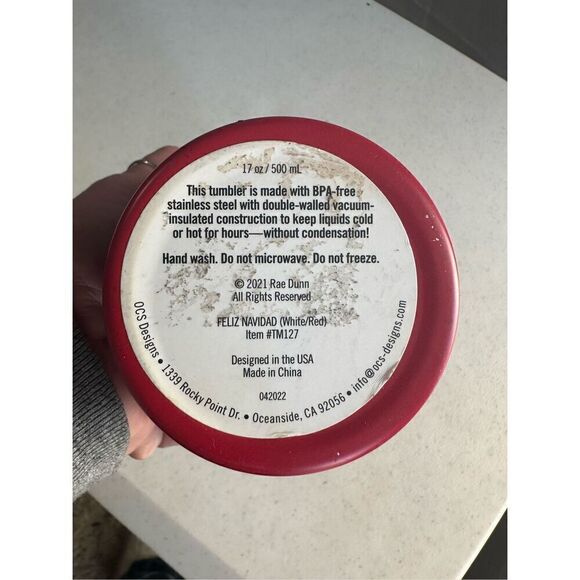 17 oz / 500 mL
This tumbler is made with BPA-free
stainless steel with double-walled vacuum-
insulated construction to keep liquids cold
or hot for hours—without condensation!
Hand wash. Do not microwave. Do not freeze.
© 2021 Rae Dunn
All Rights Reserved
FELIZ NAVIDAD (White/Red)
Item #TM127
Designed in the USA
Made in China
042022
OCS Designs • 1339 Rocky Point Dr. • Oceanside, CA 92056 • info@ocs-designs.com